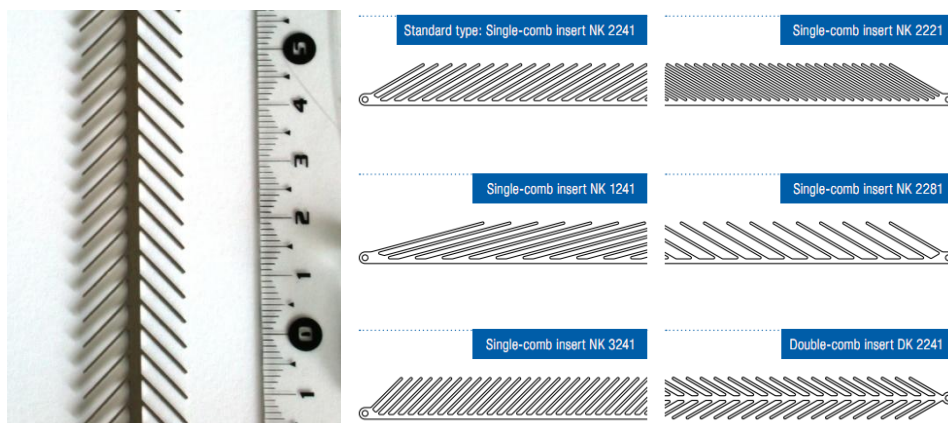 5
4
3
2
1
0
1
Standard type: Single-comb insert NK 2241
Single-comb insert NK 2221
Single-comb insert NK 1241
Single-comb insert NK 2281
Single-comb insert NK 3241
Double-comb insert DK 2241